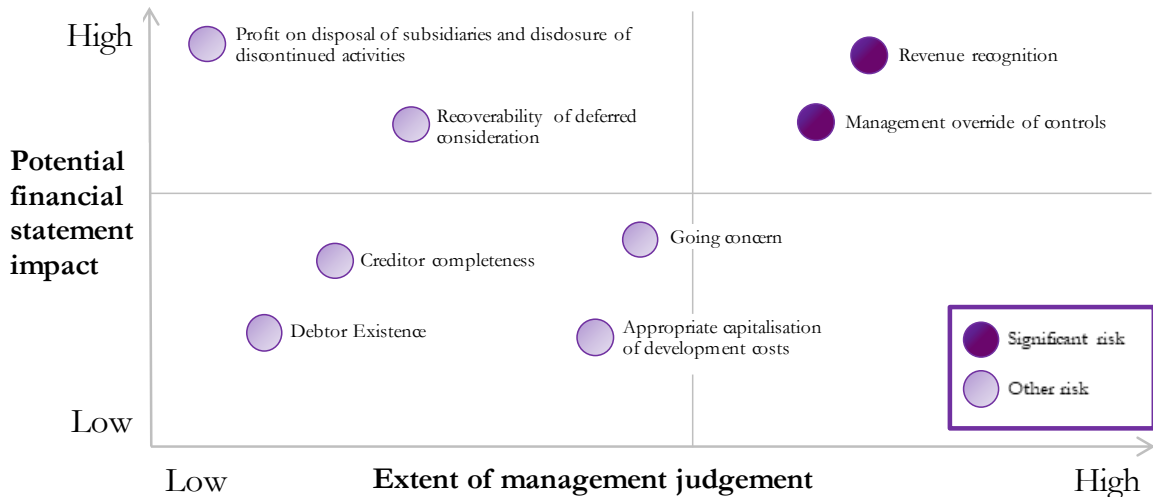 High
Profit on disposal of subsidiaries and disclosure of
discontinued activities
Revenue recognition
Recoverability of deferred
consideration
Management override of controls
Potential
financial
statement
impact
Going concern
Creditor completeness
Debtor Existence
Appropriate capitalisation
of development costs
Significant risk
Other risk
Low
Low
Extent of management judgement
High